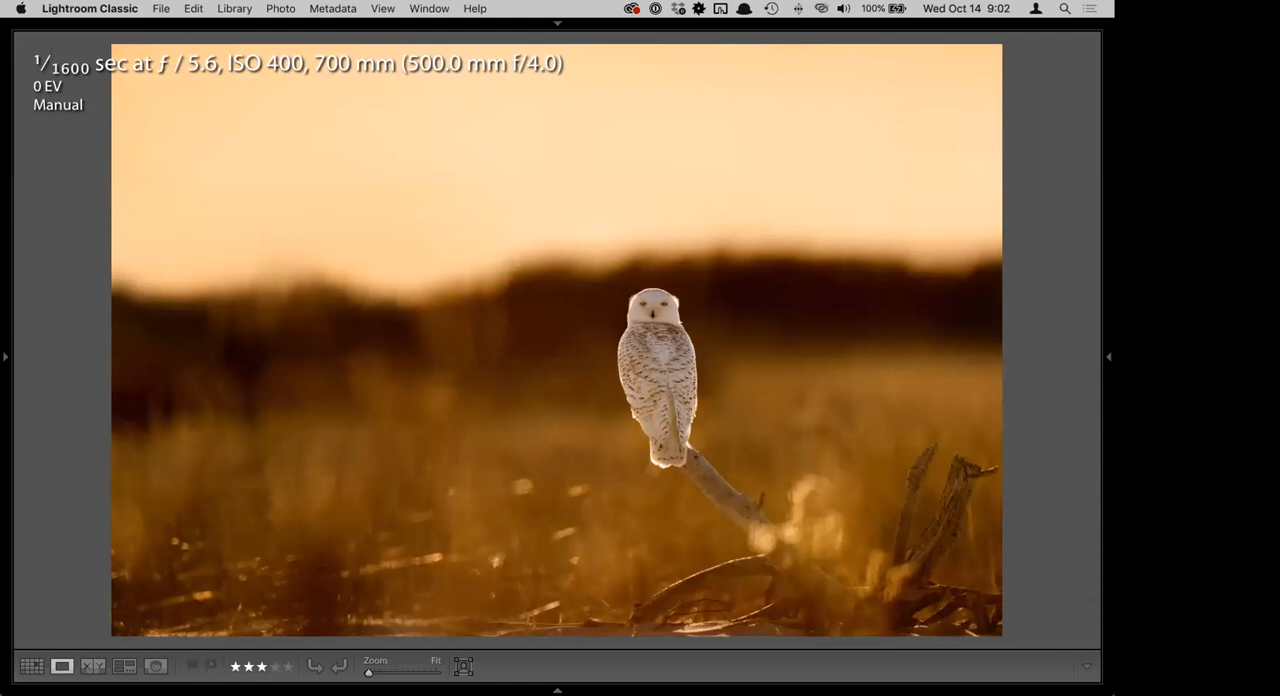 Lightroom Classic File Edit Library Photo Metadata View Window Help 100% Wed Oct 14 9:02
1/1600 sec at ƒ / 5.6, ISO 400, 700 mm (500.0 mm f/4.0)
0 EV
Manual
X Y Zoom Fit